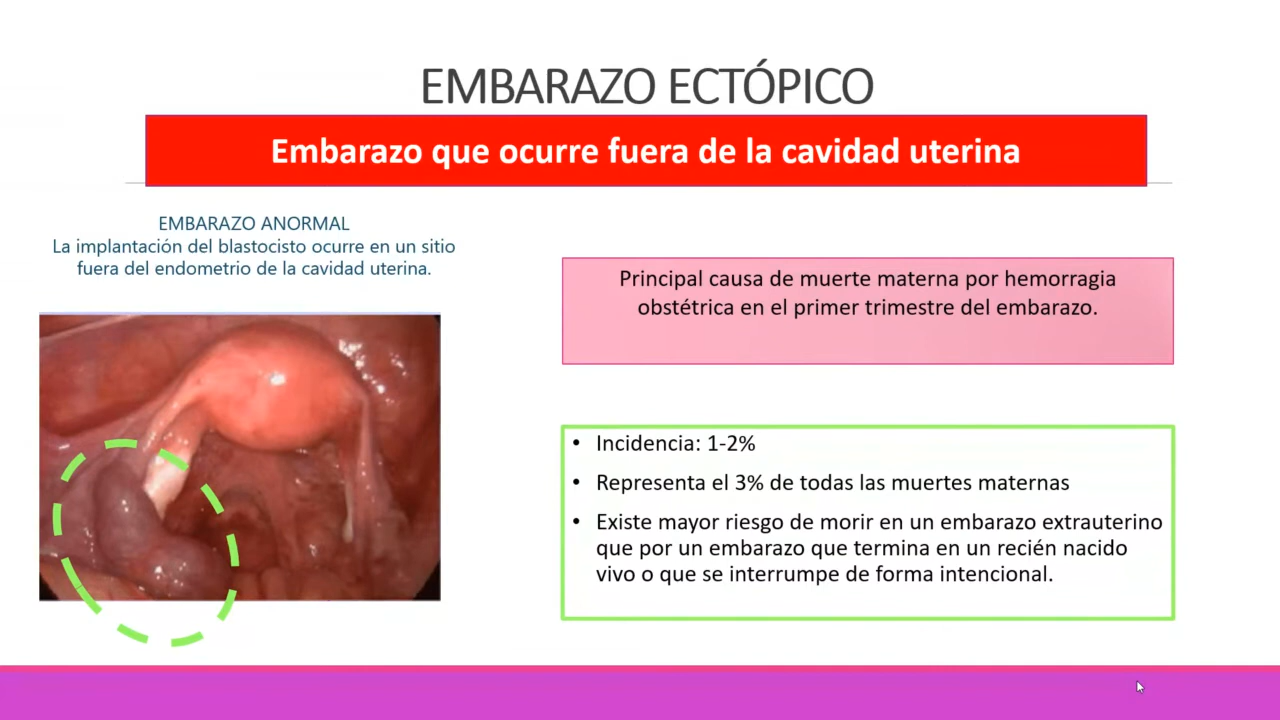 EMBARAZO ECTÓPICO
Embarazo que ocurre fuera de la cavidad uterina
EMBARAZO ANORMAL
La implantación del blastocisto ocurre en un sitio
fuera del endometrio de la cavidad uterina.
Principal causa de muerte materna por hemorragia
obstétrica en el primer trimestre del embarazo.
• Incidencia: 1-2%
• Representa el 3% de todas las muertes maternas
• Existe mayor riesgo de morir en un embarazo extrauterino
que por un embarazo que termina en un recién nacido
vivo o que se interrumpe de forma intencional.